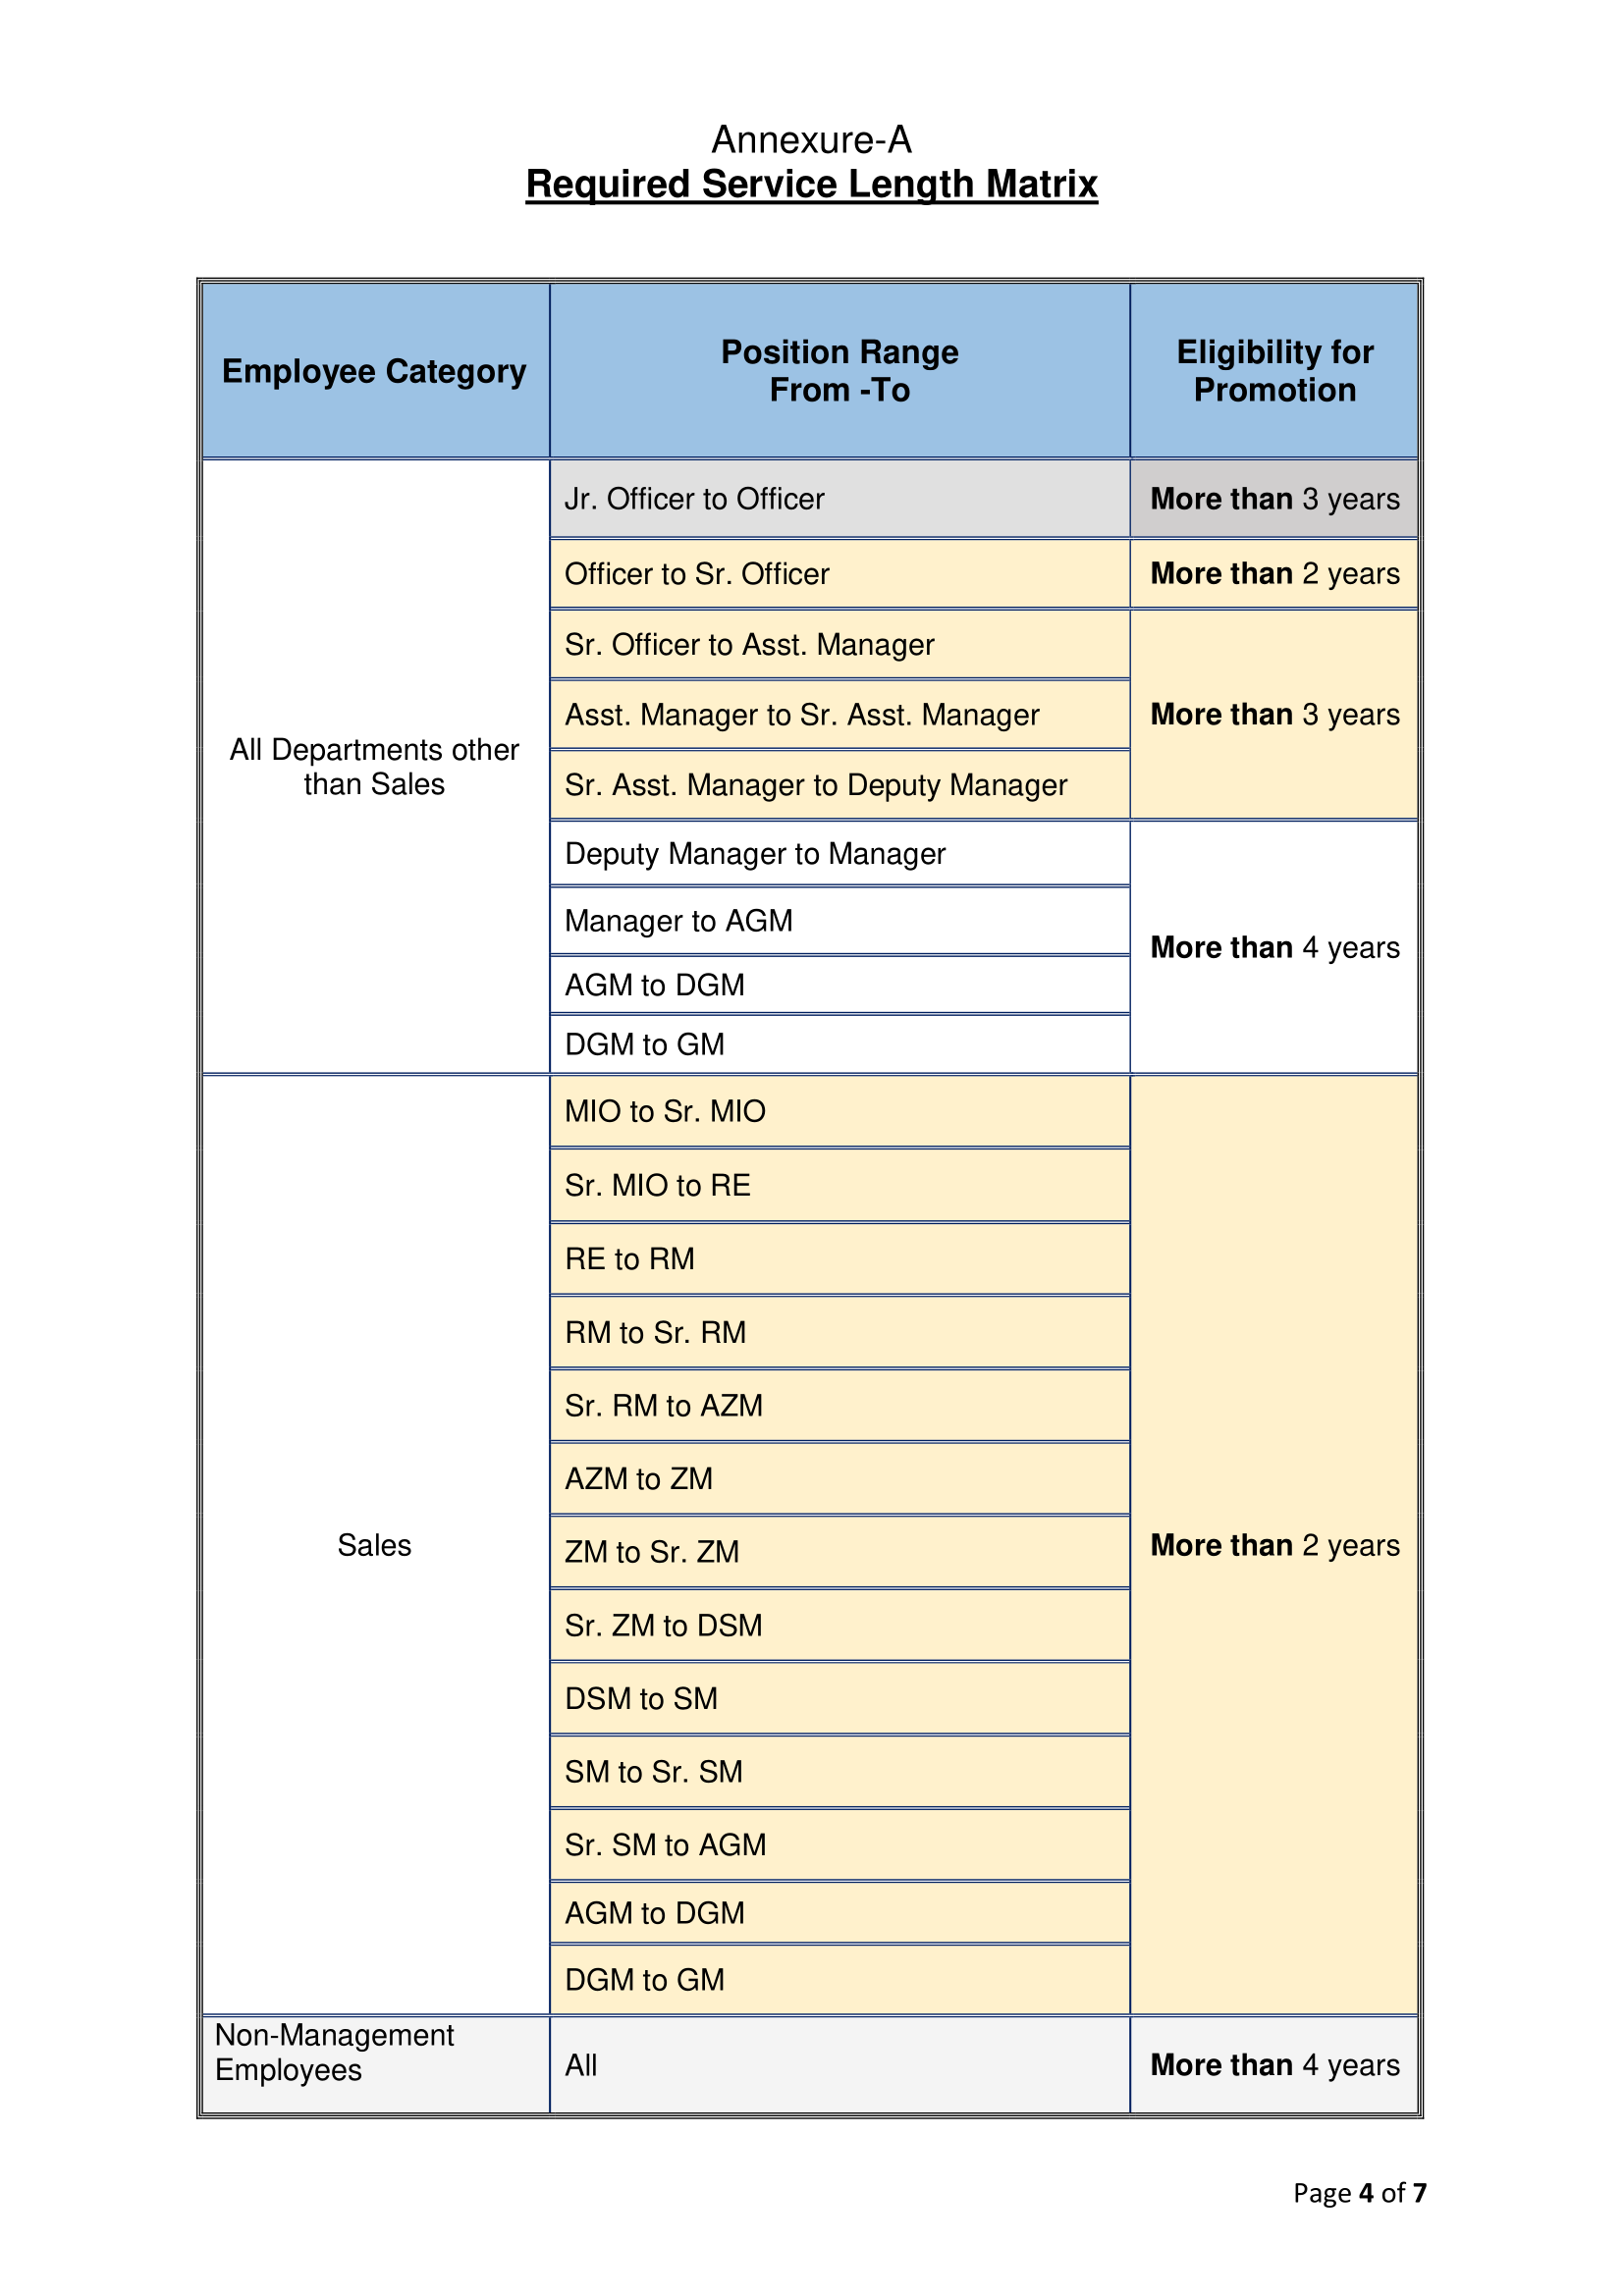 Annexure-A
Required Service Length Matrix
Employee Category
Position Range
From -To
Eligibility for
Promotion
All Departments other
than Sales
Jr. Officer to Officer
More than 3 years
Officer to Sr. Officer
More than 2 years
Sr. Officer to Asst. Manager
Asst. Manager to Sr. Asst. Manager
More than 3 years
Sr. Asst. Manager to Deputy Manager
Deputy Manager to Manager
Manager to AGM
More than 4 years
AGM to DGM
DGM to GM
Sales
MIO to Sr. MIO
Sr. MIO to RE
RE to RM
RM to Sr. RM
Sr. RM to AZM
AZM to ZM
ZM to Sr. ZM
More than 2 years
Sr. ZM to DSM
DSM to SM
SM to Sr. SM
Sr. SM to AGM
AGM to DGM
DGM to GM
Non-Management
Employees
All
More than 4 years
Page 4 of 7